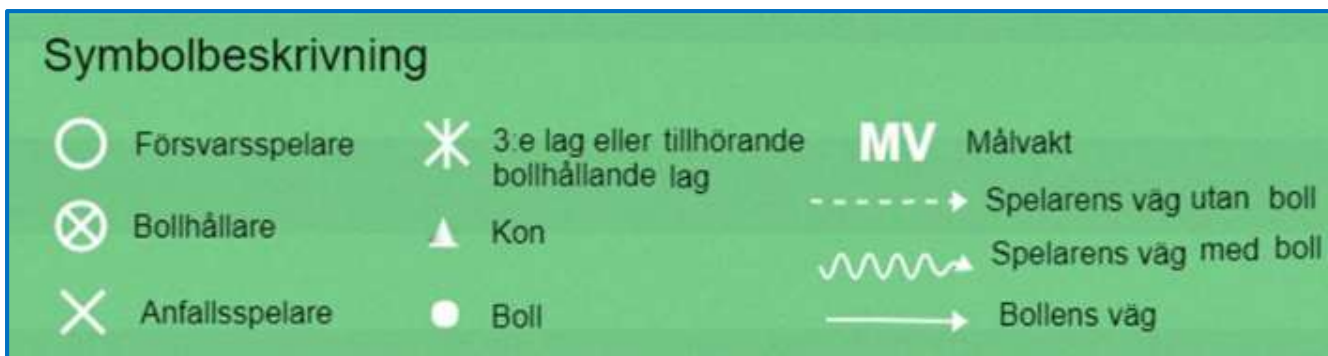 Symbolbeskrivning
Försvarsspelare
Bollhållare
Anfallsspelare
3:e lag eller tillhörande
bollhållande lag
Kon
Boll
MV Målvakt
Spelarens väg utan boll
Spelarens väg med boll
Bollens väg